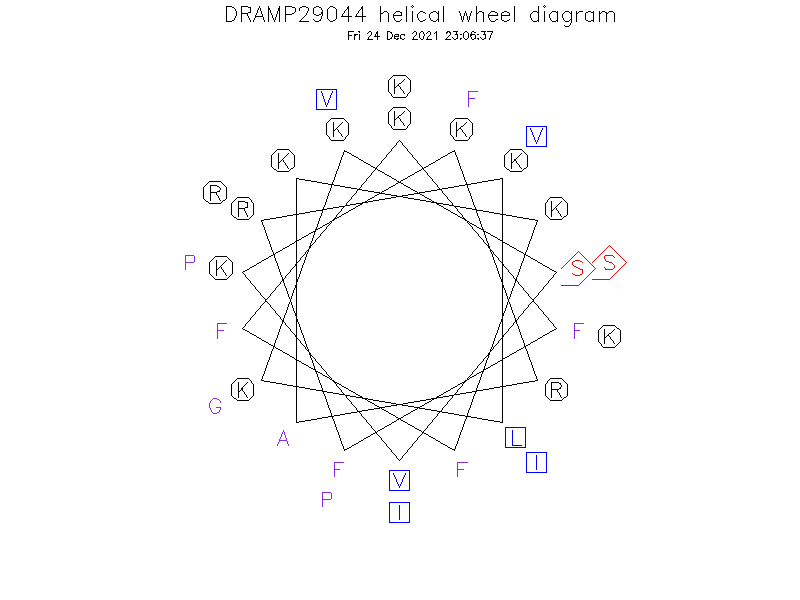 DRAMP29044 helical wheel diagram
Fri 24 Dec 2021 23:06:37
K
V F
K
K K
V
K K
R
R K
P K S S
F F K
K R
G
A L
I
F F
V
P
I